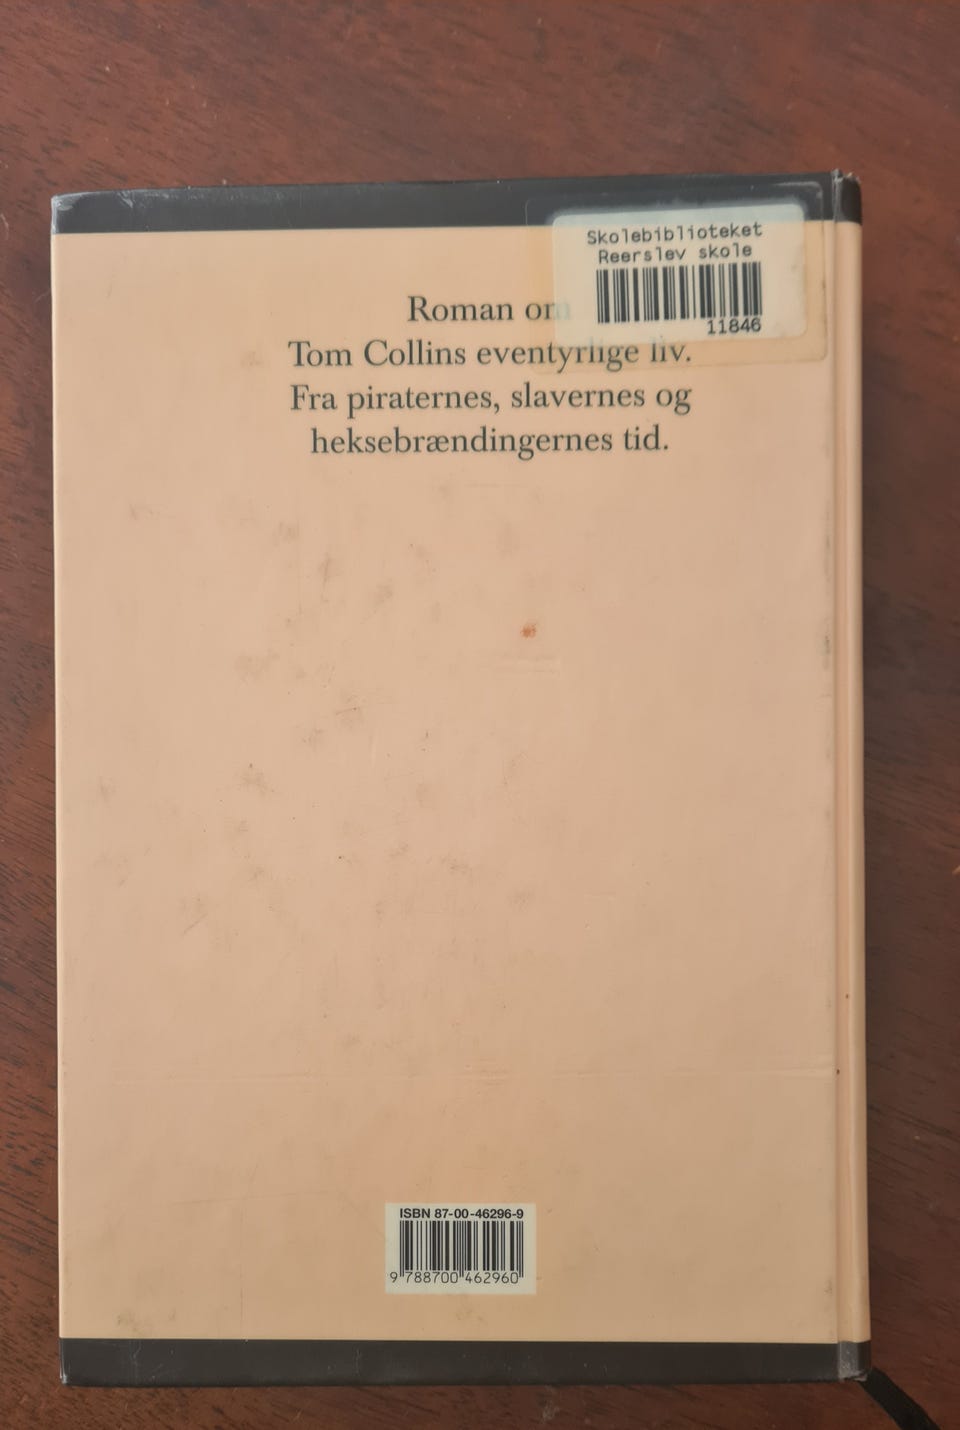 Skolebiblioteket
Reerslev skole
11846
Roman om
Tom Collins eventyrlige liv.
Fra piraternes, slavernes og
heksebrændingernes tid.
ISBN 87-00-46296-9
9 788700 462960